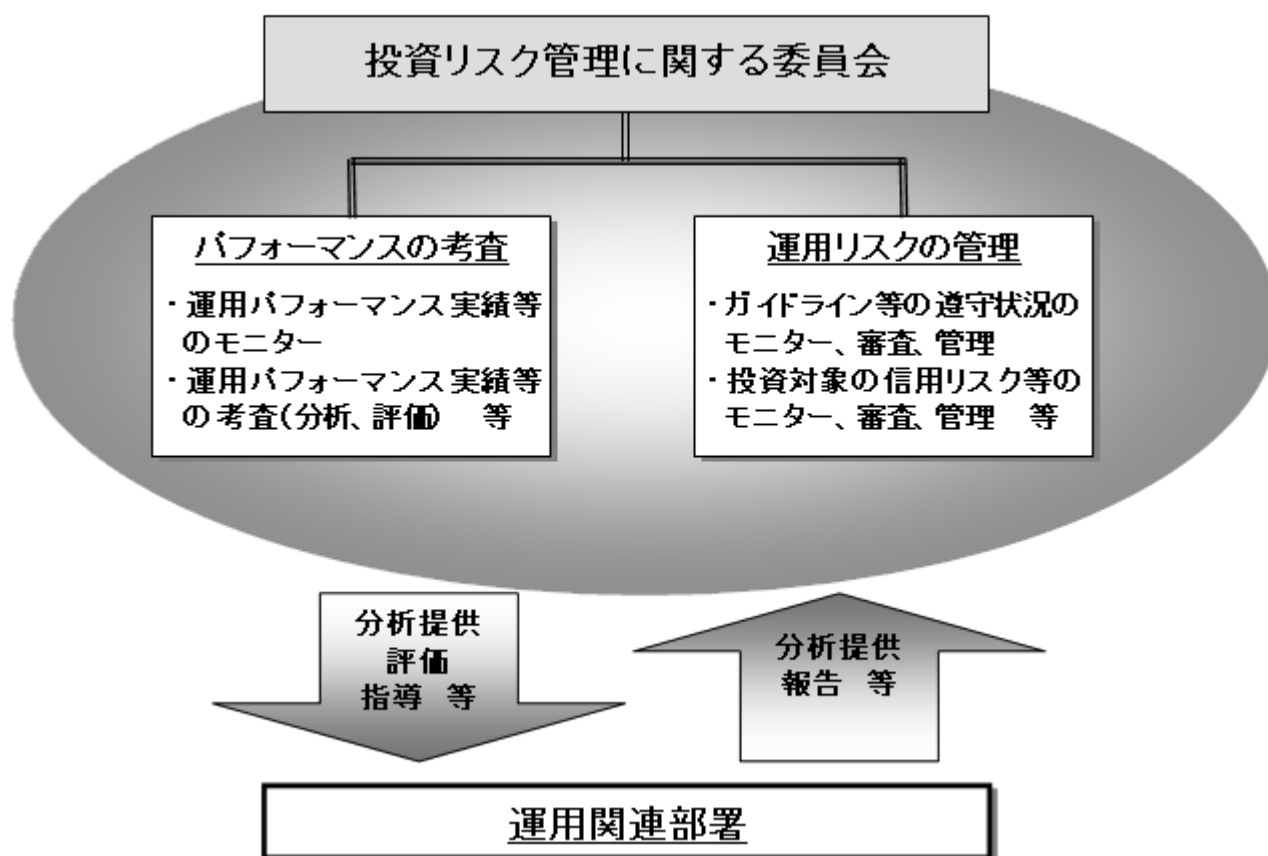 投資リスク管理に関する委員会
パフォーマンスの考査
・運用パフォーマンス実績等
のモニター
・運用パフォーマンス実績等
の考査(分析、評価) 等
運用リスクの管理
・ガイドライン等の遵守状況の
モニター、審査、管理
・投資対象の信用リスク等の
モニター、審査、管理 等
分析提供
評価
指導 等
分析提供
報告 等
運用関連部署